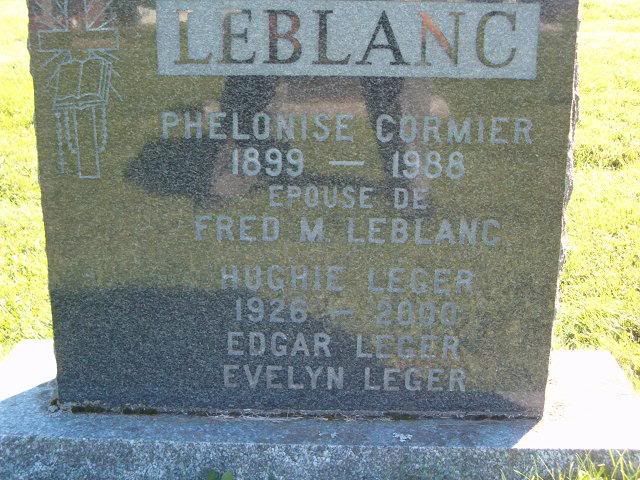 LEBLANC
PHELONISE CORMIER
1899 — 1988
EPOUSE DE
FRED M. LEBLANC
HUGHIE LEGER
1926 — 2000
EDGAR LEGER
EVELYN LEGER